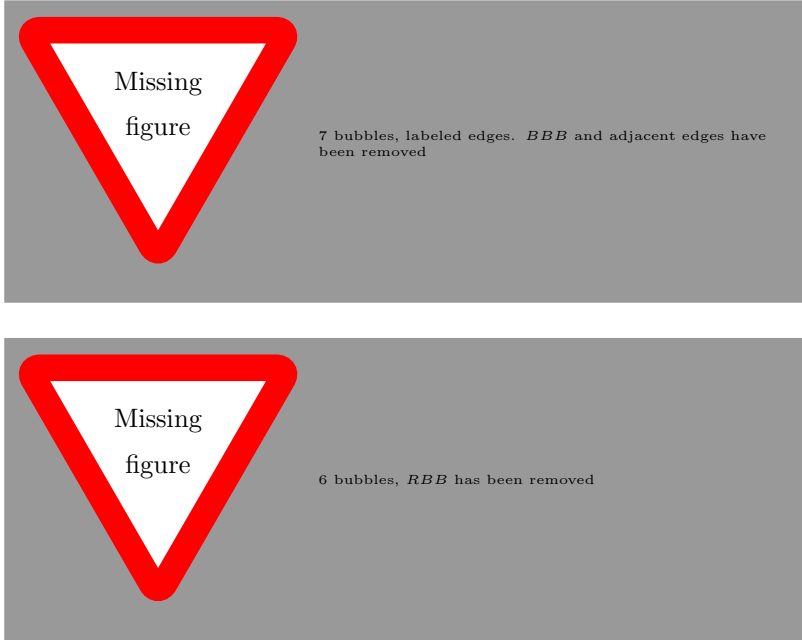 Missing
figure
7 bubbles, labeled edges. BBB and adjacent edges have
been removed
Missing
figure
6 bubbles, RBB has been removed